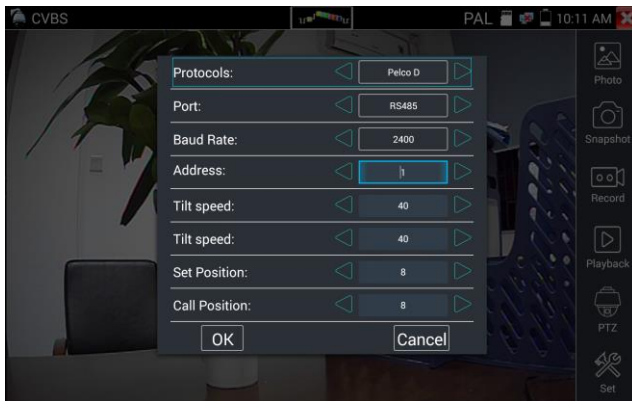 CVBS PAL 10:11 AM
Protocols: Pelco D
Port: RS485
Baud Rate: 2400
Address: 1
Tilt speed: 40
Tilt speed: 40
Set Position: 8
Call Position: 8
OK Cancel
Photo
Snapshot
Record
Playback
PTZ
Set